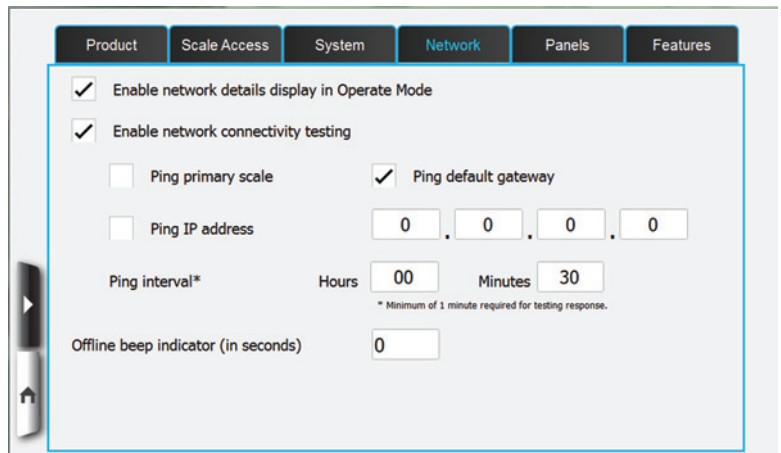 Product Scale Access System Network Panels Features
Enable network details display in Operate Mode
Enable network connectivity testing
Ping primary scale Ping default gateway
Ping IP address 0 . 0 . 0 . 0
Ping interval* Hours 00 Minutes 30
* Minimum of 1 minute required for testing response.
Offline beep indicator (in seconds) 0